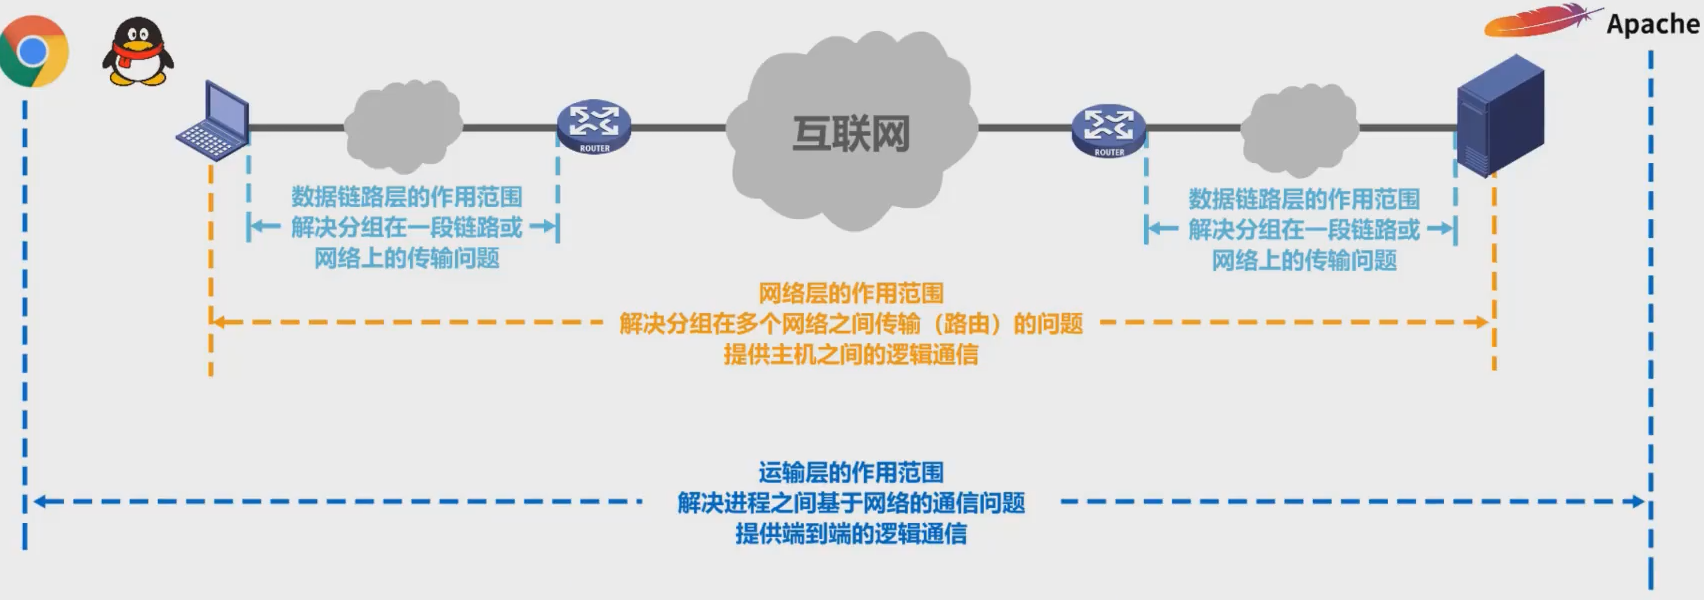 Apache
互联网
ROUTER
ROUTER
数据链路层的作用范围
解决分组在一段链路或
网络上的传输问题
数据链路层的作用范围
解决分组在一段链路或
网络上的传输问题
网络层的作用范围
解决分组在多个网络之间传输（路由）的问题
提供主机之间的逻辑通信
运输层的作用范围
解决进程之间基于网络的通信问题
提供端到端的逻辑通信